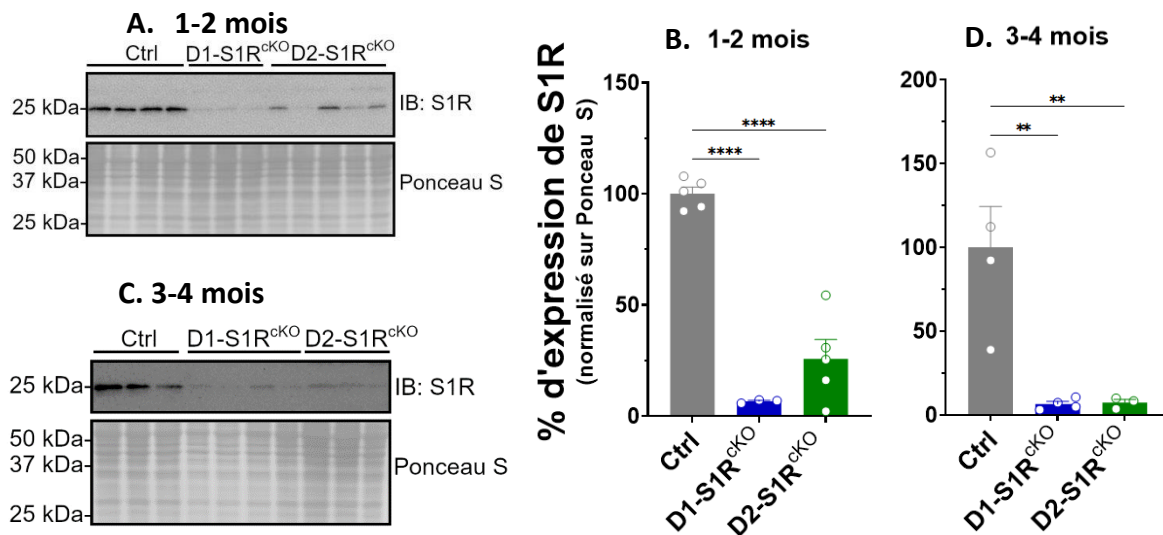 A. 1-2 mois
Ctrl D1-S1R^cKO D2-S1R^cKO
25 kDa
IB: S1R
50 kDa
37 kDa
Ponceau S
25 kDa
C. 3-4 mois
Ctrl D1-S1R^cKO D2-S1R^cKO
25 kDa
IB: S1R
50 kDa
37 kDa
Ponceau S
25 kDa
% d'expression de S1R
(normalisé sur Ponceau S)
B. 1-2 mois
150
100
50
0
****
****
Ctrl
D1-S1R^cKO
D2-S1R^cKO
D. 3-4 mois
200
150
100
50
0
**
**
Ctrl
D1-S1R^cKO
D2-S1R^cKO